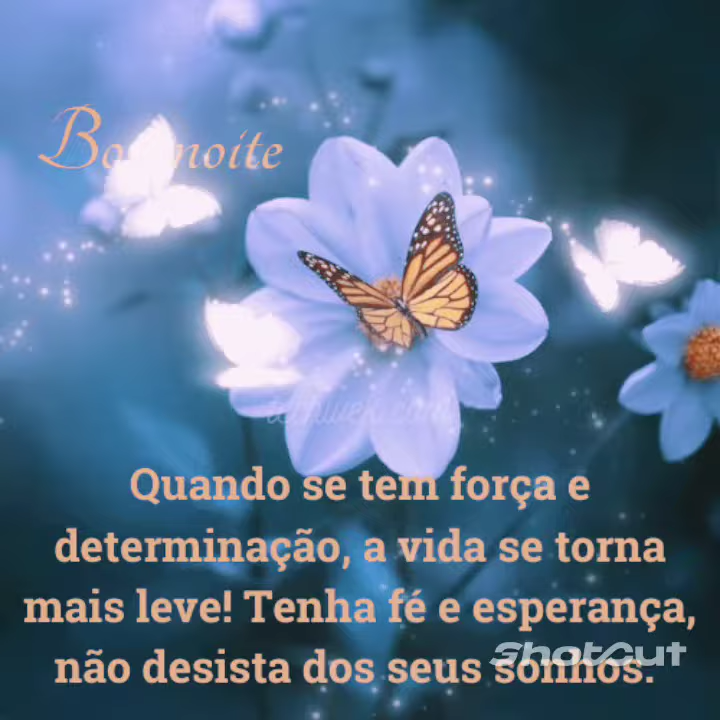 Boa noite
Quando se tem força e
determinação, a vida se torna
mais leve! Tenha fé e esperança,
não desista dos seus sonhos.
ShotCut